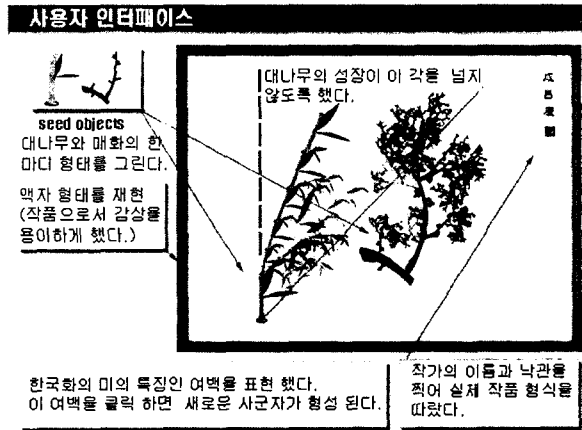 사용자 인터패이스
대나무의 성장이 이 각을 넘지
않도록 했다.
seed objects
대나무와 매화의 한
마디 형태를 그린다.
액자 형태를 재현
(작품으로서 감상을
용이하게 했다.)
한국화의 미의 특징인 여백을 표현 했다.
이 여백을 클릭 하면 새로운 사군자가 형성 된다.
작가의 이름과 낙관을
찍어 실제 작품 형식을
따랐다.